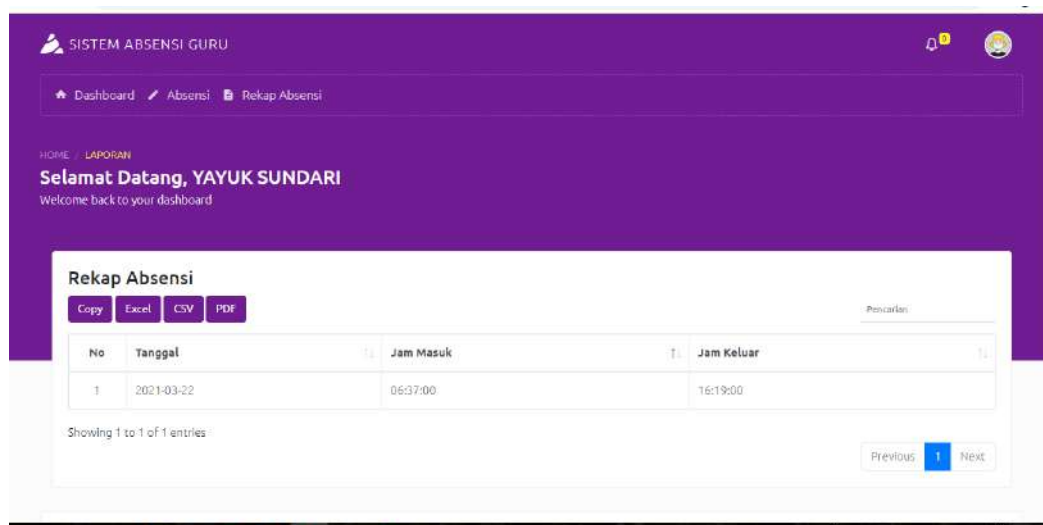 SISTEM ABSENSI GURU
0
Dashboard Absensi Rekap Absensi
HOME / LAPORAN
Selamat Datang, YAYUK SUNDARI
Welcome back to your dashboard
Rekap Absensi
Copy Excel CSV PDF
Pencarian
No Tanggal Jam Masuk Jam Keluar
1 2021-03-22 06:37:00 16:19:00
Showing 1 to 1 of 1 entries
Previous 1 Next